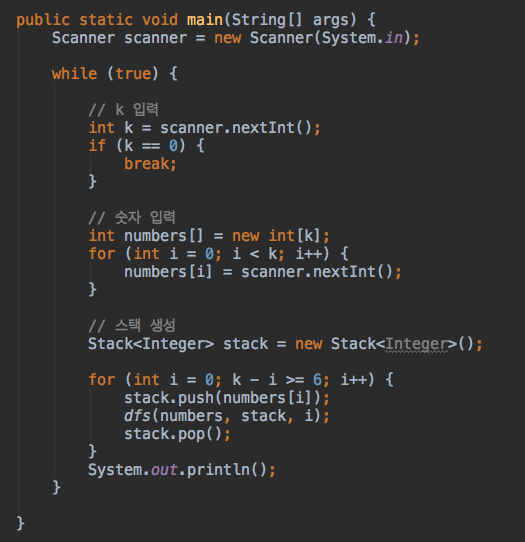 public static void main(String[] args) {
    Scanner scanner = new Scanner(System.in);
    while (true) {
        // k 입력
        int k = scanner.nextInt();
        if (k == 0) {
            break;
        }
        // 숫자 입력
        int numbers[] = new int[k];
        for (int i = 0; i < k; i++) {
            numbers[i] = scanner.nextInt();
        }
        // 스택 생성
        Stack<Integer> stack = new Stack<Integer>();
        for (int i = 0; k - i >= 6; i++) {
            stack.push(numbers[i]);
            dfs(numbers, stack, i);
            stack.pop();
        }
        System.out.println();
    }
}